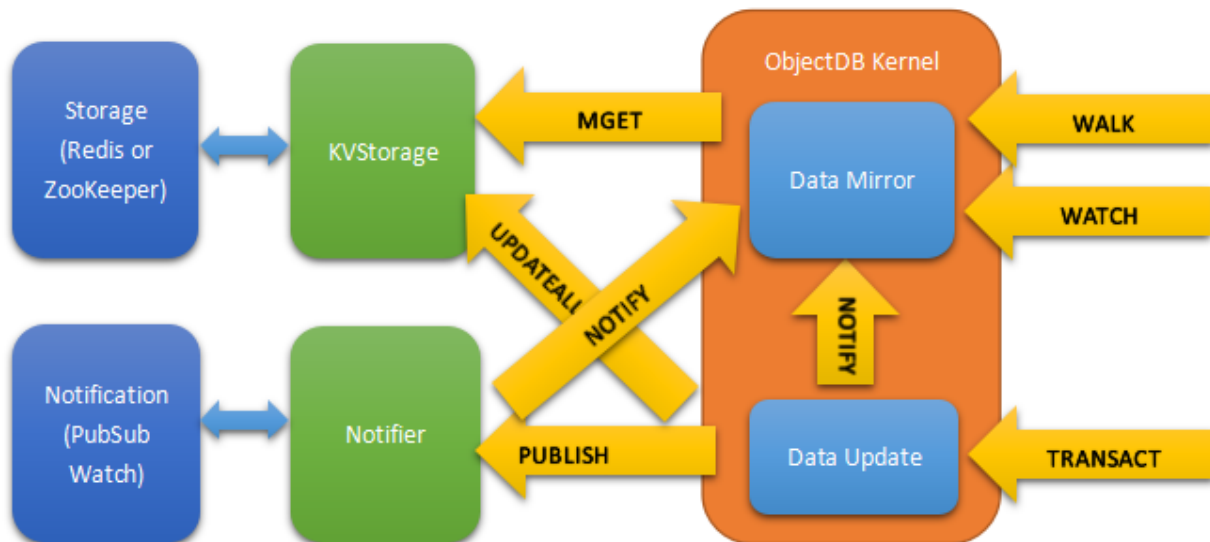 ObjectDB Kernel
Storage
(Redis or
ZooKeeper)
KVStorage
MGET
Data Mirror
WALK
WATCH
UPDATEALL
NOTIFY
NOTIFY
Notification
(PubSub
Watch)
Notifier
PUBLISH
Data Update
TRANSACT